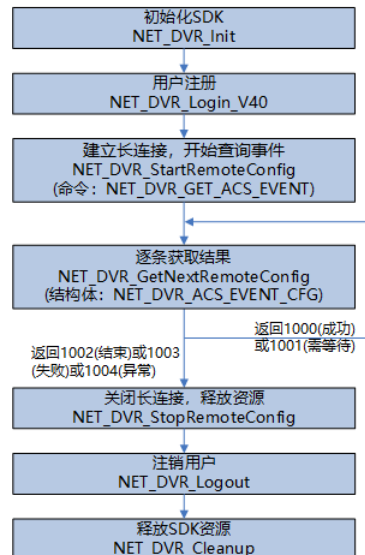 初始化SDK
NET_DVR_Init
用户注册
NET_DVR_Login_V40
建立长连接，开始查询事件
NET_DVR_StartRemoteConfig
(命令：NET_DVR_GET_ACS_EVENT)
逐条获取结果
NET_DVR_GetNextRemoteConfig
(结构体：NET_DVR_ACS_EVENT_CFG)
返回1000(成功)
或1001(需等待)
返回1002(结束)或1003
(失败)或1004(异常)
关闭长连接，释放资源
NET_DVR_StopRemoteConfig
注销用户
NET_DVR_Logout
释放SDK资源
NET_DVR_Cleanup